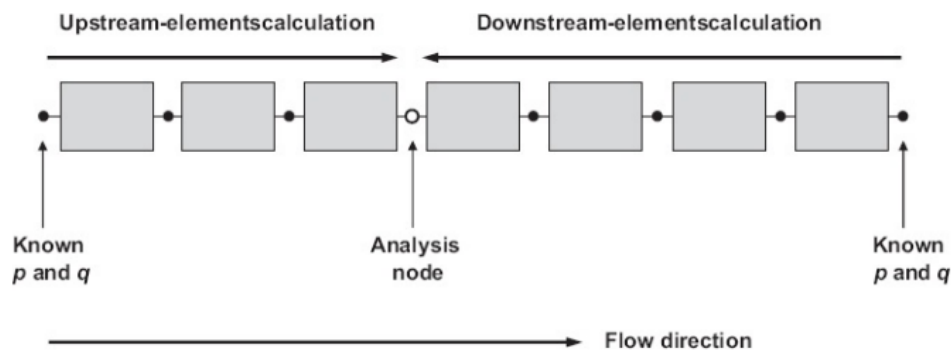 Upstream-elementscalculation
Downstream-elementscalculation
Known
p and q
Analysis
node
Known
p and q
Flow direction